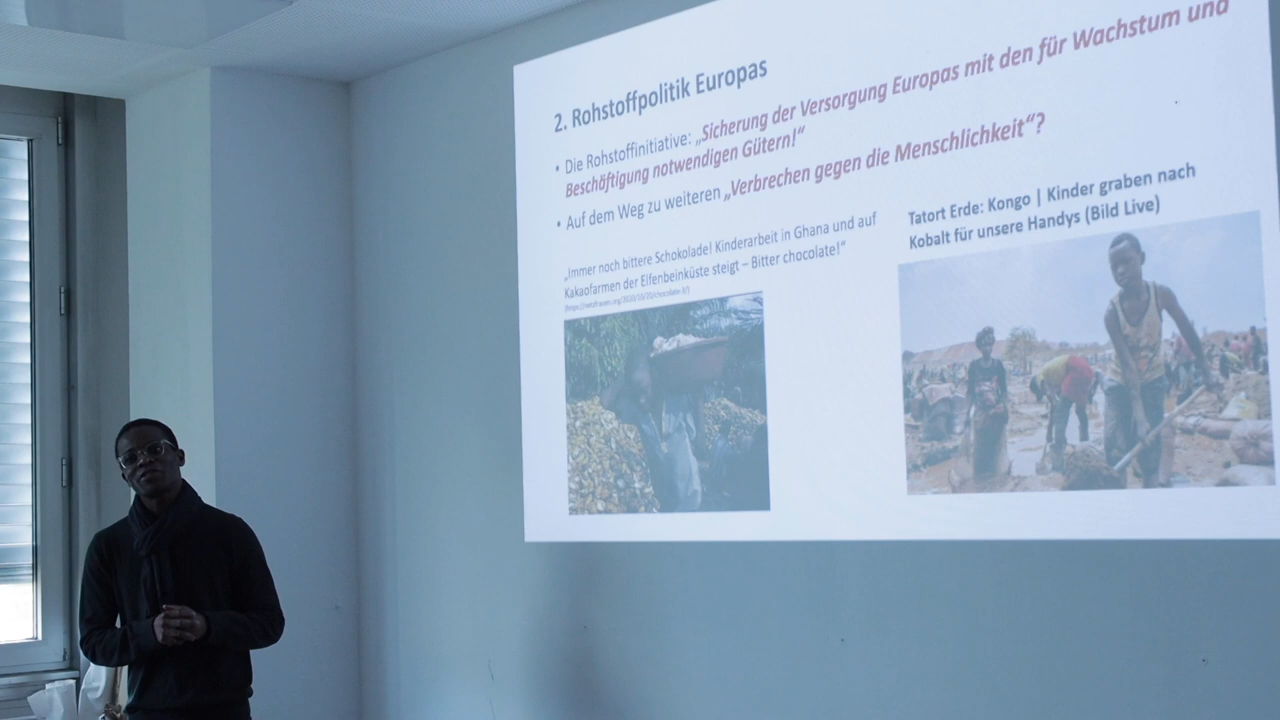 2. Rohstoffpolitik Europas
• Die Rohstoffinitiative: „Sicherung der Versorgung Europas mit den für Wachstum und
Beschäftigung notwendigen Gütern!“
• Auf dem Weg zu weiteren „Verbrechen gegen die Menschlichkeit“?
„Immer noch bittere Schokolade! Kinderarbeit in Ghana und auf
Kakaofarmen der Elfenbeinküste steigt – Bitter chocolate!“
Tatort Erde: Kongo | Kinder graben nach
Kobalt für unsere Handys (Bild Live)